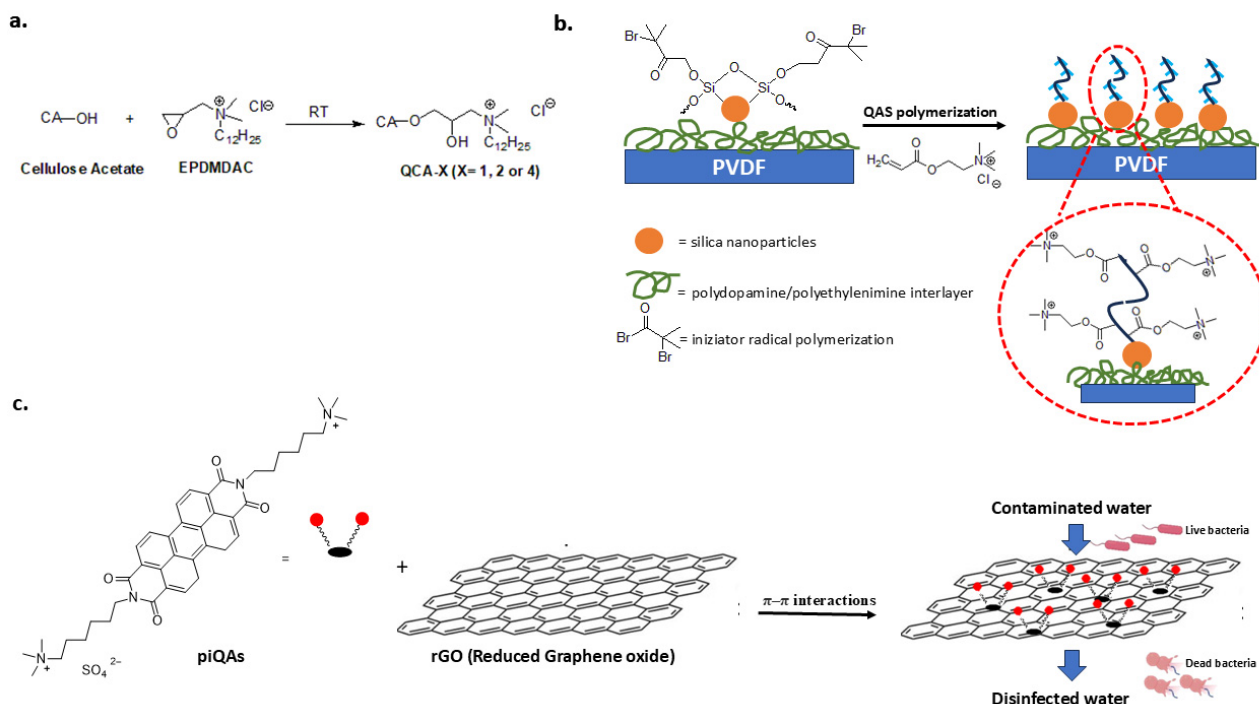 a.
CA—OH
+
O
N
⊕
Cl⊖
C12H25
RT
CA
O
OH
N
⊕
C12H25
Cl⊖
Cellulose Acetate
EPDMDAC
QCA-X (X= 1, 2 or 4)
b.
Br
O
O
Si
O
Si
O
O
O
O
Br
PVDF
QAS polymerization
H2C
O
O
N
⊕
Cl⊖
PVDF
= silica nanoparticles
= polydopamine/polyethylenimine interlayer
O
Br
Br
= iniziator radical polymerization
N
⊕
O
O
O
O
N
⊕
N
⊕
O
O
O
O
N
⊕
c.
N
+
O
N
O
O
N
O
N
+
SO4 2–
piQAs
=
+
rGO (Reduced Graphene oxide)
π–π interactions
Contaminated water
Live bacteria
Dead bacteria
Disinfected water